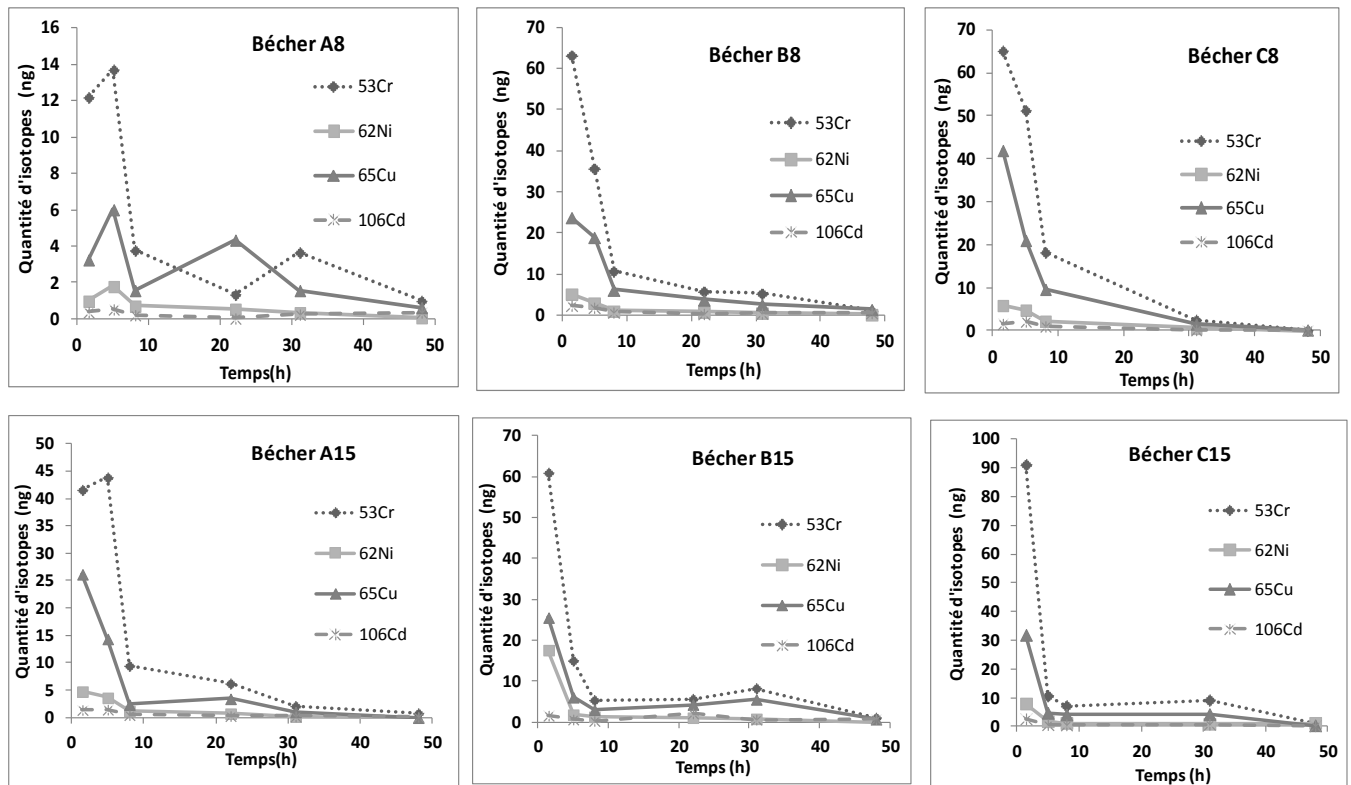 Bécher A8
Quantité d'isotopes (ng)
16
14
12
10
8
6
4
2
0
53Cr
62Ni
65Cu
106Cd
0 10 20 30 40 50
Temps(h)
Bécher B8
Quantité d'isotopes (ng)
70
60
50
40
30
20
10
0
53Cr
62Ni
65Cu
106Cd
0 10 20 30 40 50
Temps (h)
Bécher C8
Quantité d'isotopes (ng)
70
60
50
40
30
20
10
0
53Cr
62Ni
65Cu
106Cd
0 10 20 30 40 50
Temps (h)
Bécher A15
Quantité d'isotopes (ng)
50
45
40
35
30
25
20
15
10
5
0
53Cr
62Ni
65Cu
106Cd
0 10 20 30 40 50
Temps(h)
Bécher B15
Quantité d'isotopes (ng)
70
60
50
40
30
20
10
0
53Cr
62Ni
65Cu
106Cd
0 10 20 30 40 50
Temps (h)
Bécher C15
Quantité d'isotopes (ng)
100
90
80
70
60
50
40
30
20
10
0
53Cr
62Ni
65Cu
106Cd
0 10 20 30 40 50
Temps (h)